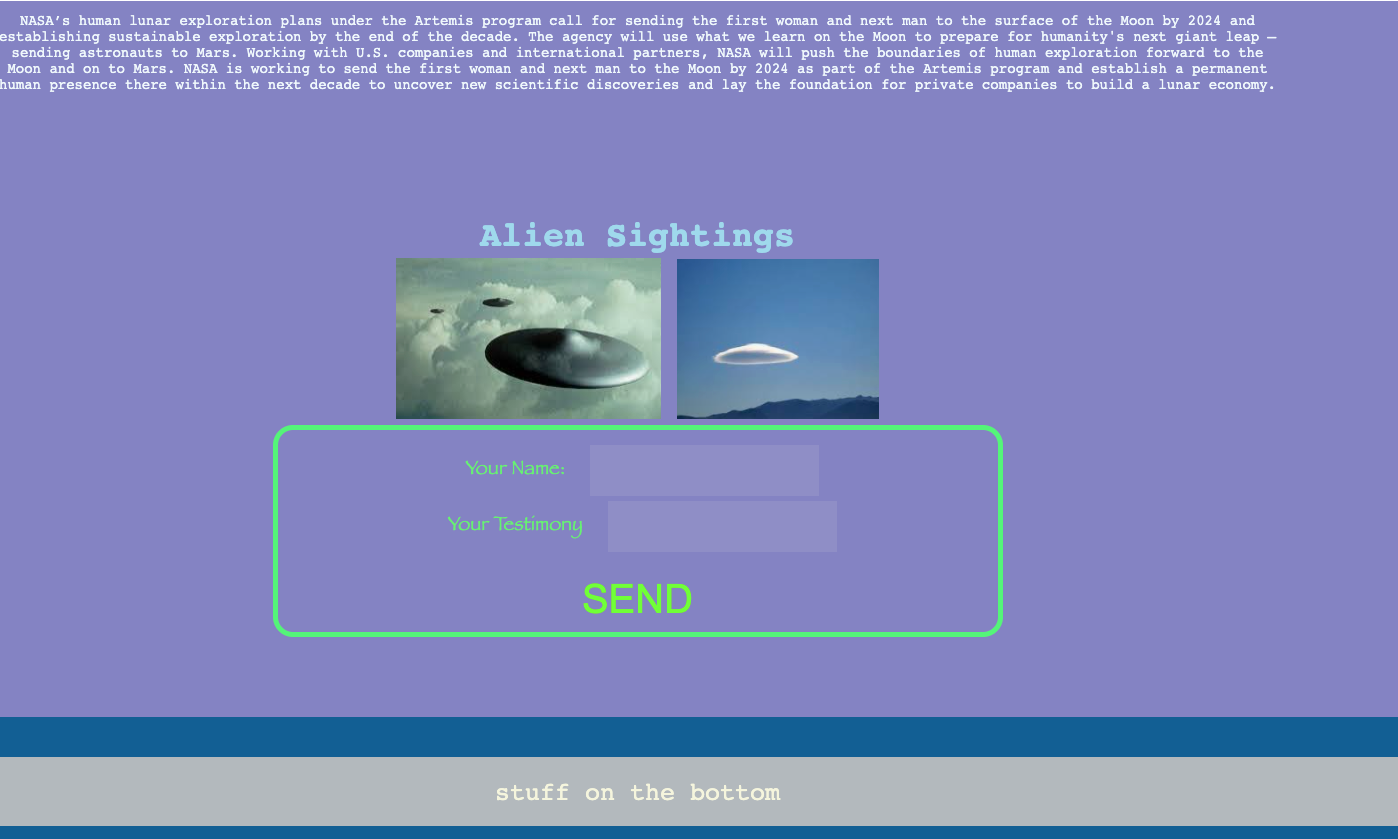 NASA’s human lunar exploration plans under the Artemis program call for sending the first woman and next man to the surface of the Moon by 2024 and
establishing sustainable exploration by the end of the decade. The agency will use what we learn on the Moon to prepare for humanity's next giant leap –
sending astronauts to Mars. Working with U.S. companies and international partners, NASA will push the boundaries of human exploration forward to the
Moon and on to Mars. NASA is working to send the first woman and next man to the Moon by 2024 as part of the Artemis program and establish a permanent
human presence there within the next decade to uncover new scientific discoveries and lay the foundation for private companies to build a lunar economy.
Alien Sightings
Your Name:
Your Testimony
SEND
stuff on the bottom